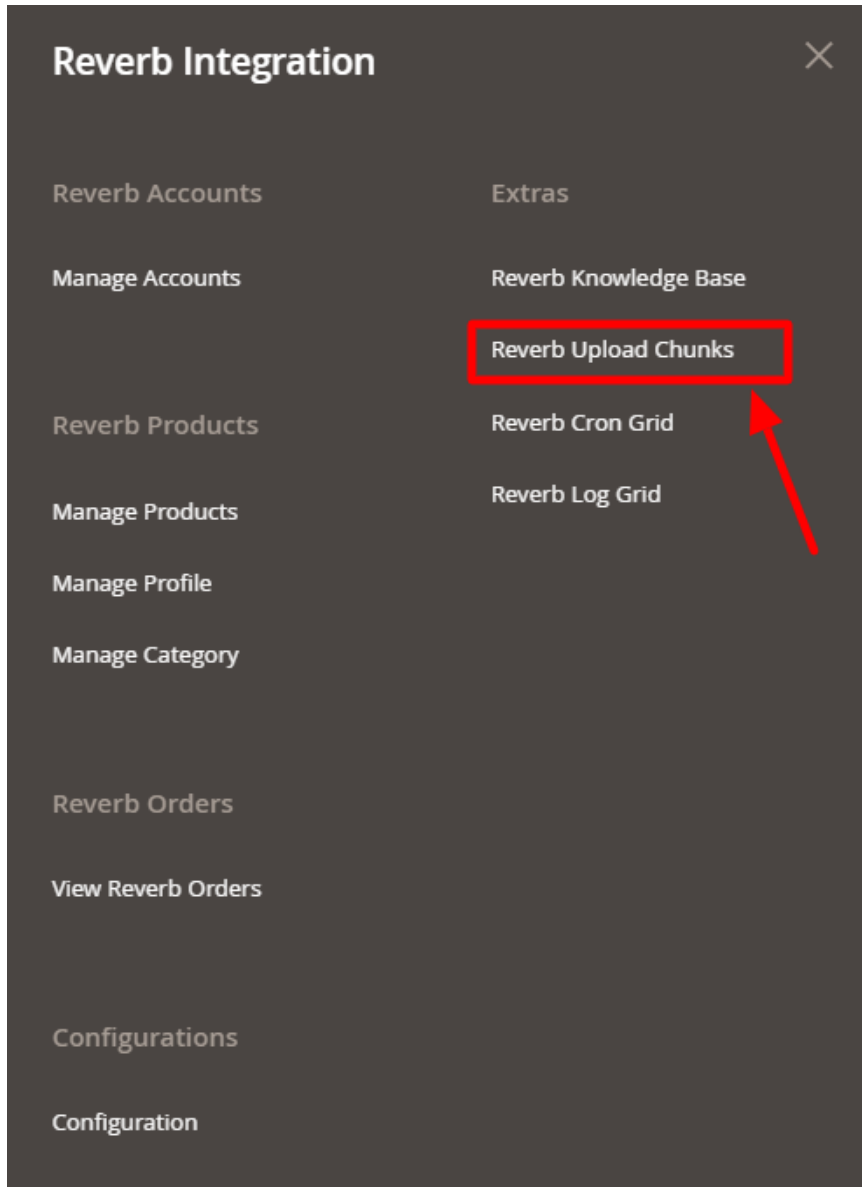 Reverb Integration
Reverb Accounts
Manage Accounts
Reverb Products
Manage Products
Manage Profile
Manage Category
Reverb Orders
View Reverb Orders
Configurations
Configuration
Extras
Reverb Knowledge Base
Reverb Upload Chunks
Reverb Cron Grid
Reverb Log Grid